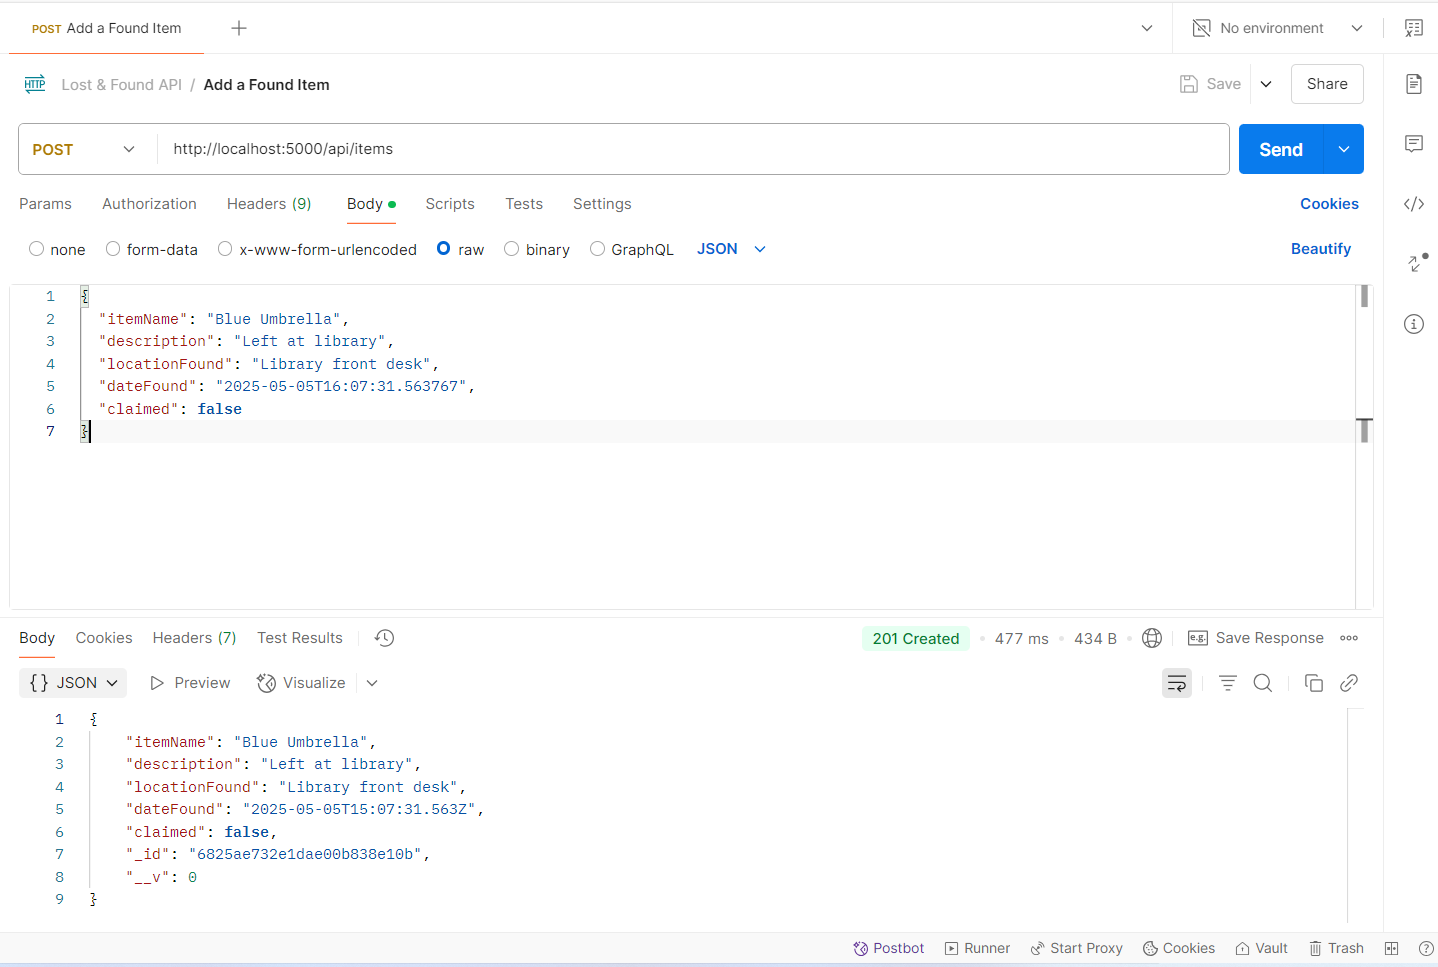 POST Add a Found Item
No environment
HTTP Lost & Found API / Add a Found Item
Save
Share
POST
http://localhost:5000/api/items
Send
Params Authorization Headers (9) Body Scripts Tests Settings Cookies
none form-data x-www-form-urlencoded raw binary GraphQL JSON Beautify
1 {
2 "itemName": "Blue Umbrella",
3 "description": "Left at library",
4 "locationFound": "Library front desk",
5 "dateFound": "2025-05-05T16:07:31.563767",
6 "claimed": false
7 }
Body Cookies Headers (7) Test Results 201 Created 477 ms 434 B e.g. Save Response
{} JSON Preview Visualize
1 {
2 "itemName": "Blue Umbrella",
3 "description": "Left at library",
4 "locationFound": "Library front desk",
5 "dateFound": "2025-05-05T15:07:31.563Z",
6 "claimed": false,
7 "_id": "6825ae732e1dae00b838e10b",
8 "__v": 0
9 }
Postbot Runner Start Proxy Cookies Vault Trash